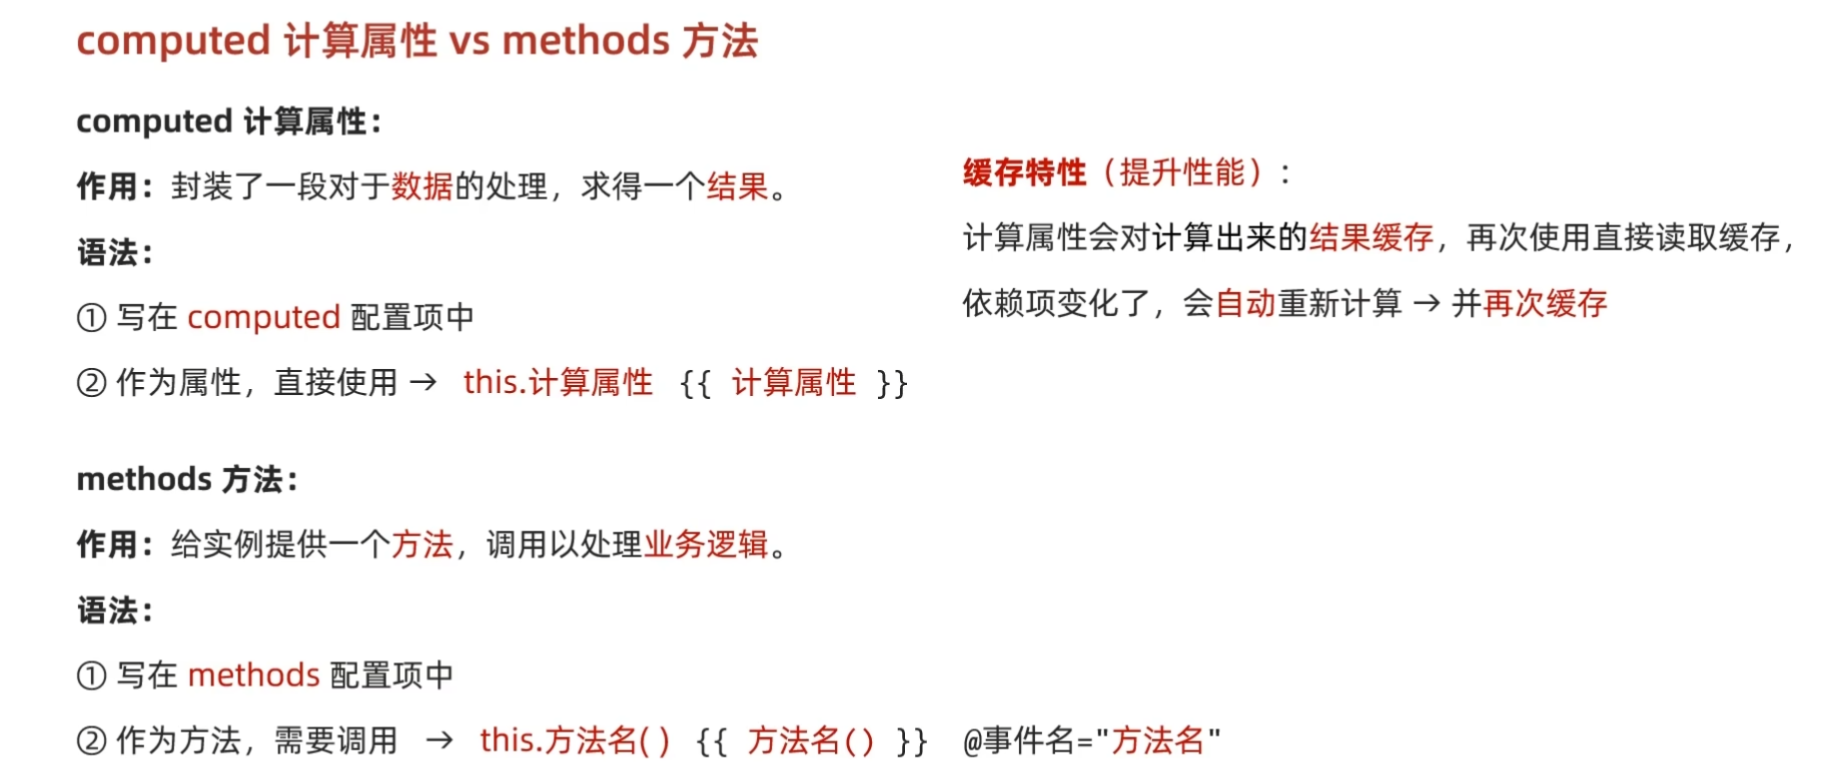 computed 计算属性 vs methods 方法
computed 计算属性：
作用：封装了一段对于数据的处理，求得一个结果。
语法：
① 写在 computed 配置项中
② 作为属性，直接使用 → this.计算属性 {{ 计算属性 }}
缓存特性（提升性能）：
计算属性会对计算出来的结果缓存，再次使用直接读取缓存，
依赖项变化了，会自动重新计算 → 并再次缓存
methods 方法：
作用：给实例提供一个方法，调用以处理业务逻辑。
语法：
① 写在 methods 配置项中
② 作为方法，需要调用 → this.方法名( ) {{ 方法名() }} @事件名="方法名"